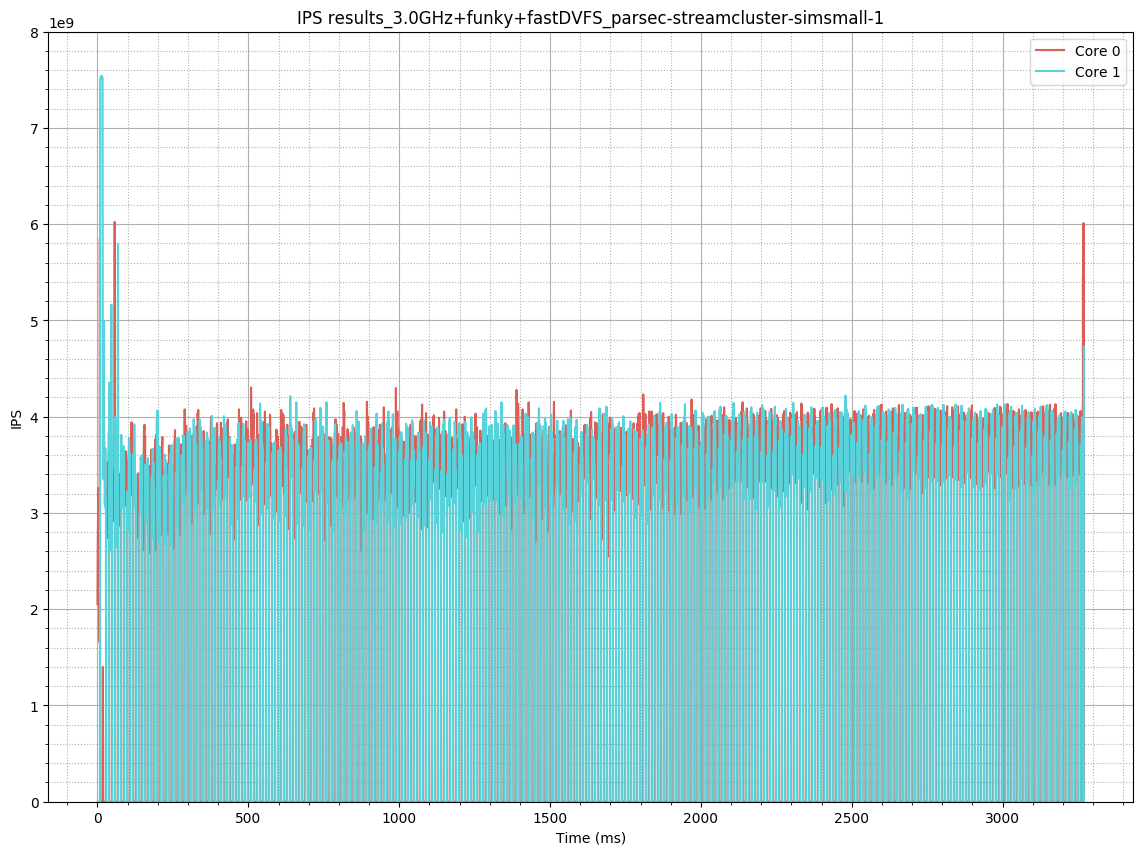 IPS results_3.0GHz+funky+fastDVFS_parsec-streamcluster-simsmall-1
1e9
8
7
6
5
4
3
2
1
0
IPS
Core 0
Core 1
0 500 1000 1500 2000 2500 3000
Time (ms)